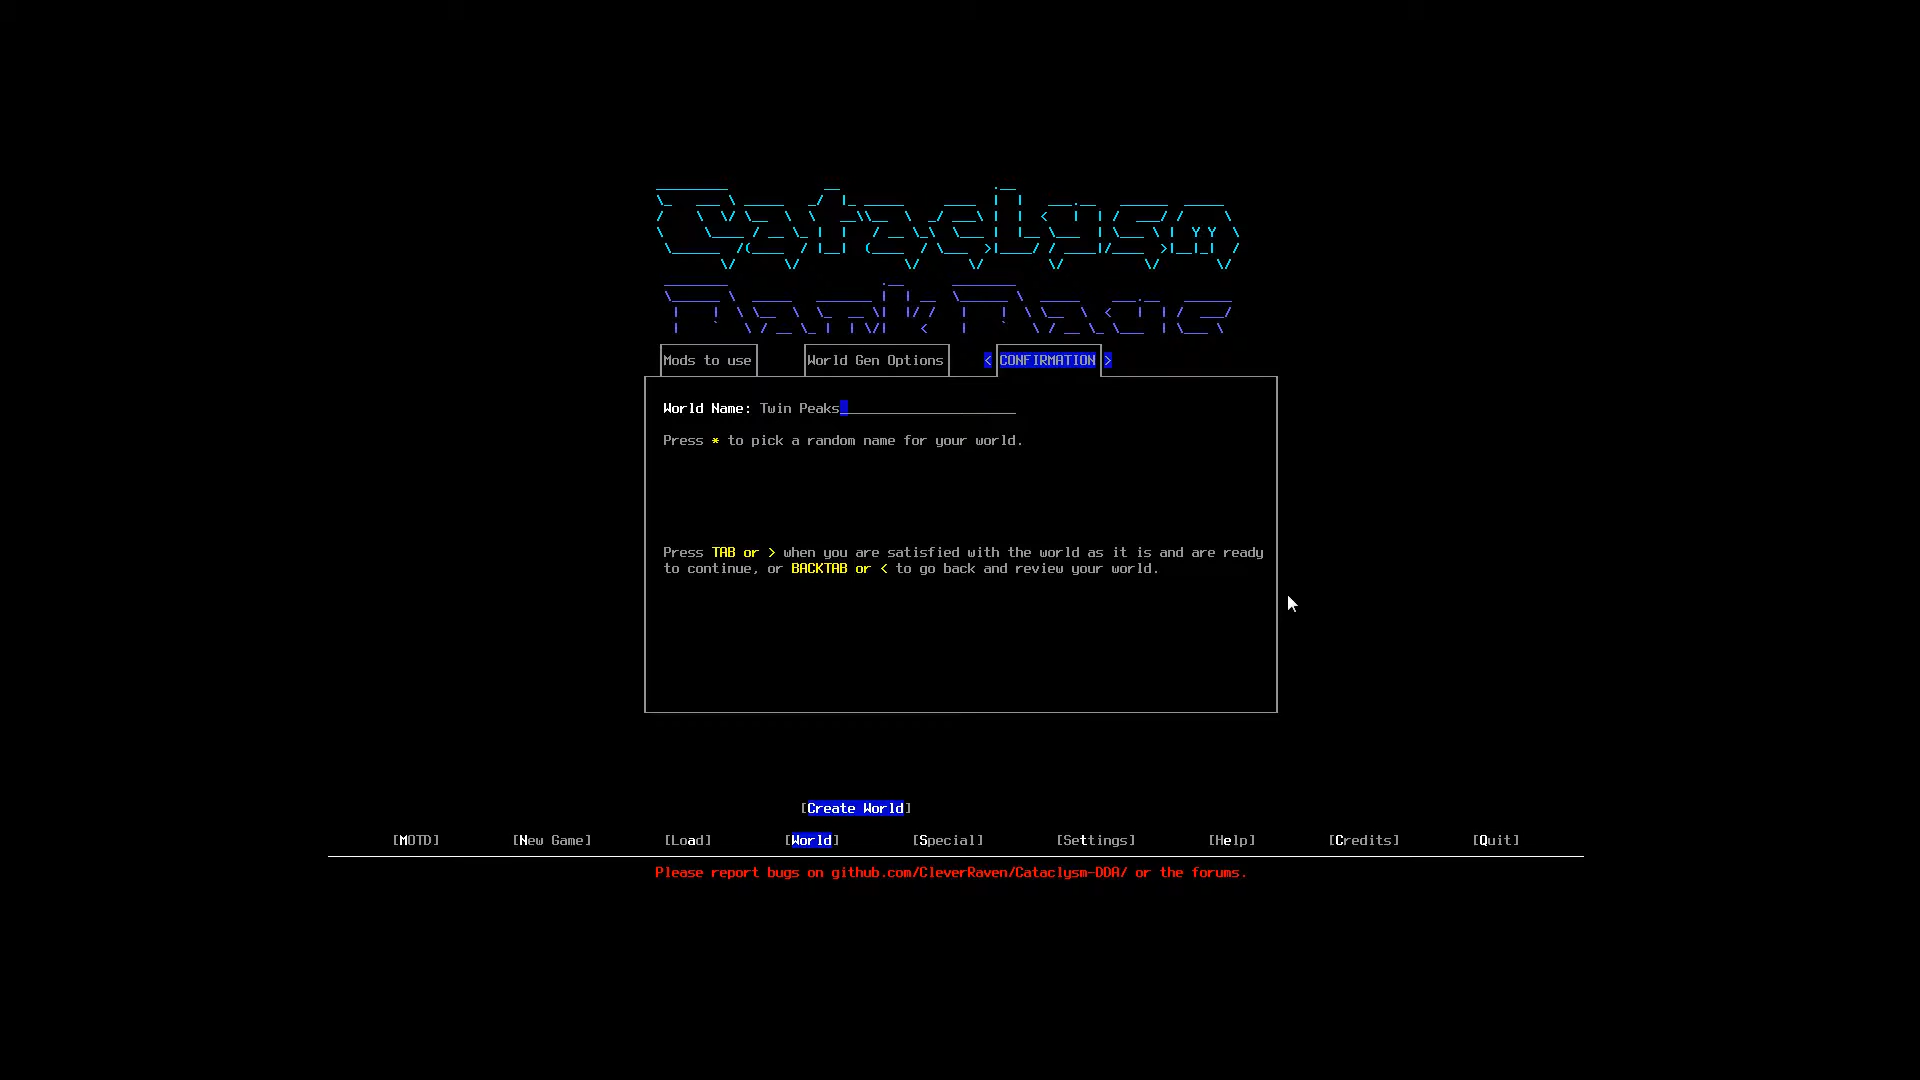 Cataclysm
Dark Days
Mods to use World Gen Options < CONFIRMATION >
World Name: Twin Peaks
Press * to pick a random name for your world.
Press TAB or > when you are satisfied with the world as it is and are ready
to continue, or BACKTAB or < to go back and review your world.
[Create World]
[MOTD] [New Game] [Load] [World] [Special] [Settings] [Help] [Credits] [Quit]
Please report bugs on github.com/CleverRaven/Cataclysm-DDA/ or the forums.